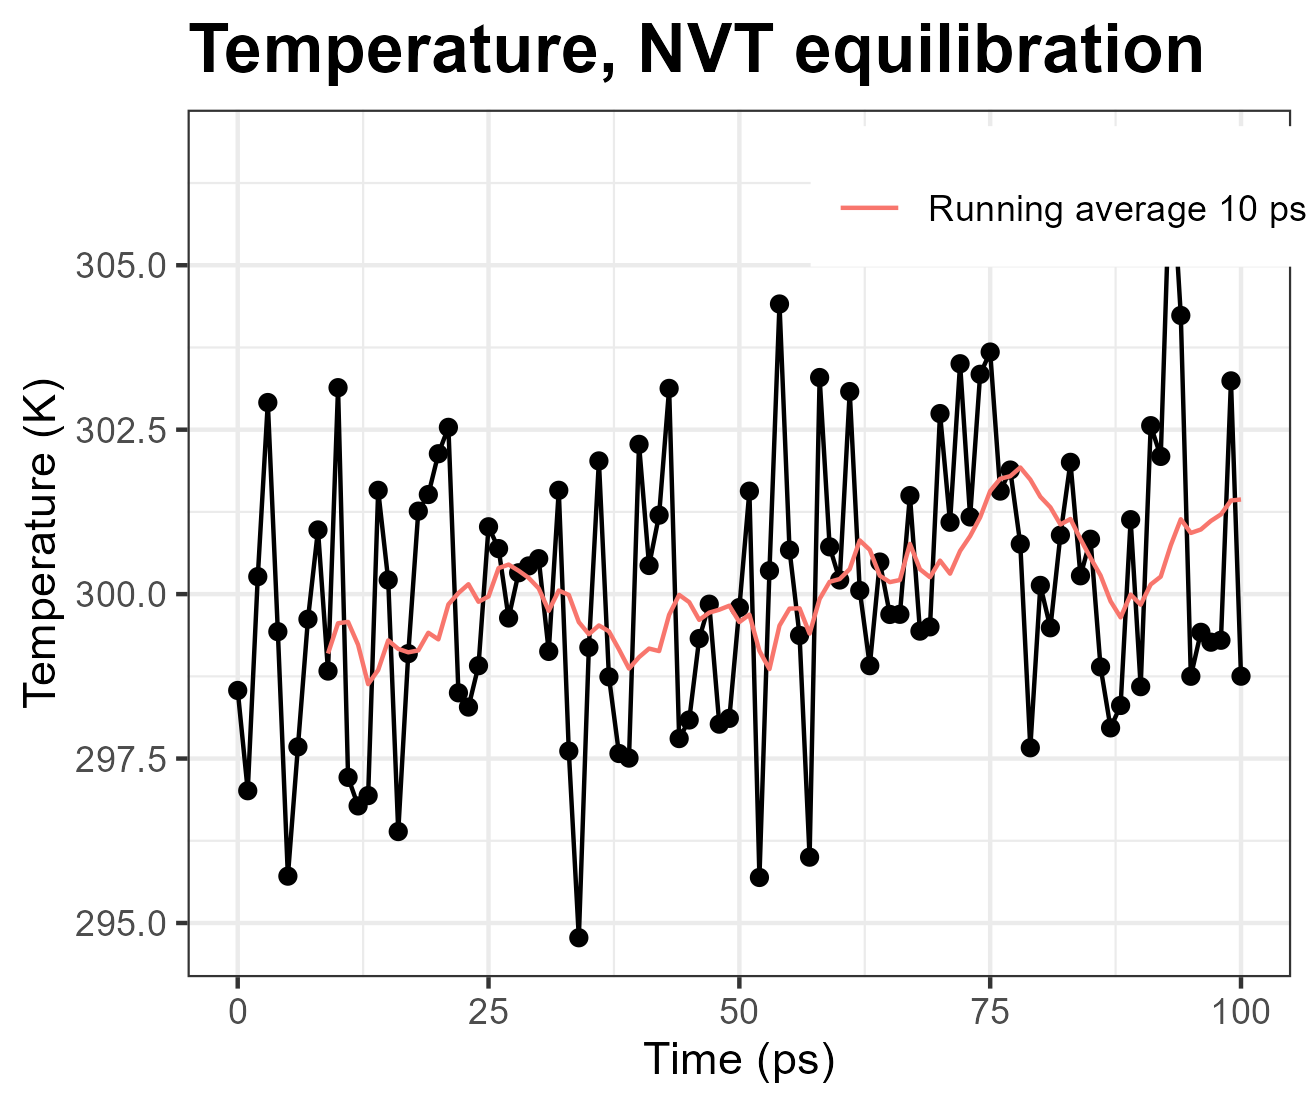 Temperature, NVT equilibration
Running average 10 ps
Temperature (K)
305.0
302.5
300.0
297.5
295.0
0 25 50 75 100
Time (ps)